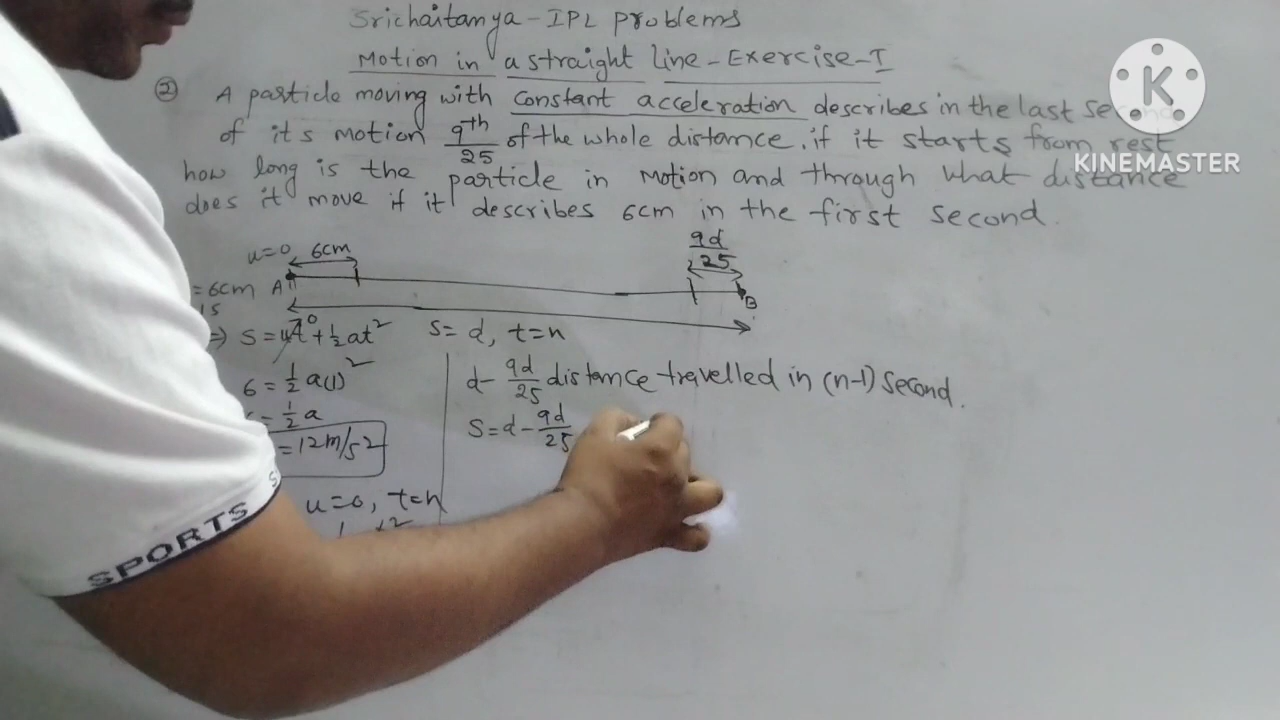 Srichaitanya - IPL problems
Motion in a straight line - Exercise - I
② A particle moving with constant acceleration describes in the last
of its motion 9th/25 of the whole distance. if it starts from rest
how long is the particle in motion and through what distance
does it move if it describes 6cm in the first second.
u=0 6cm 9d/25
= 6cm A B
1s
⇒ s = ut⁰ + ½at² s = d, t = n
6 = ½ a(1)² d - 9d/25 distance travelled in (n-1) second.
= ½ a s = d - 9d/25
= 12m/s²
u = 0, t = n
SPORTS
K
KINEMASTER